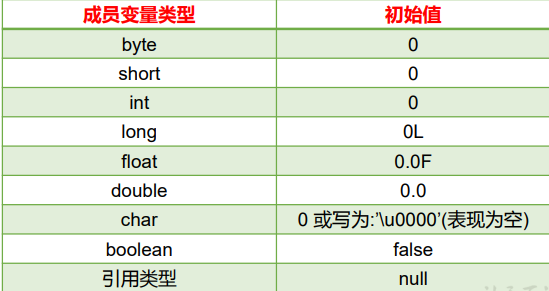 成员变量类型 初始值
byte 0
short 0
int 0
long 0L
float 0.0F
double 0.0
char 0 或写为:’\u0000’(表现为空)
boolean false
引用类型 null